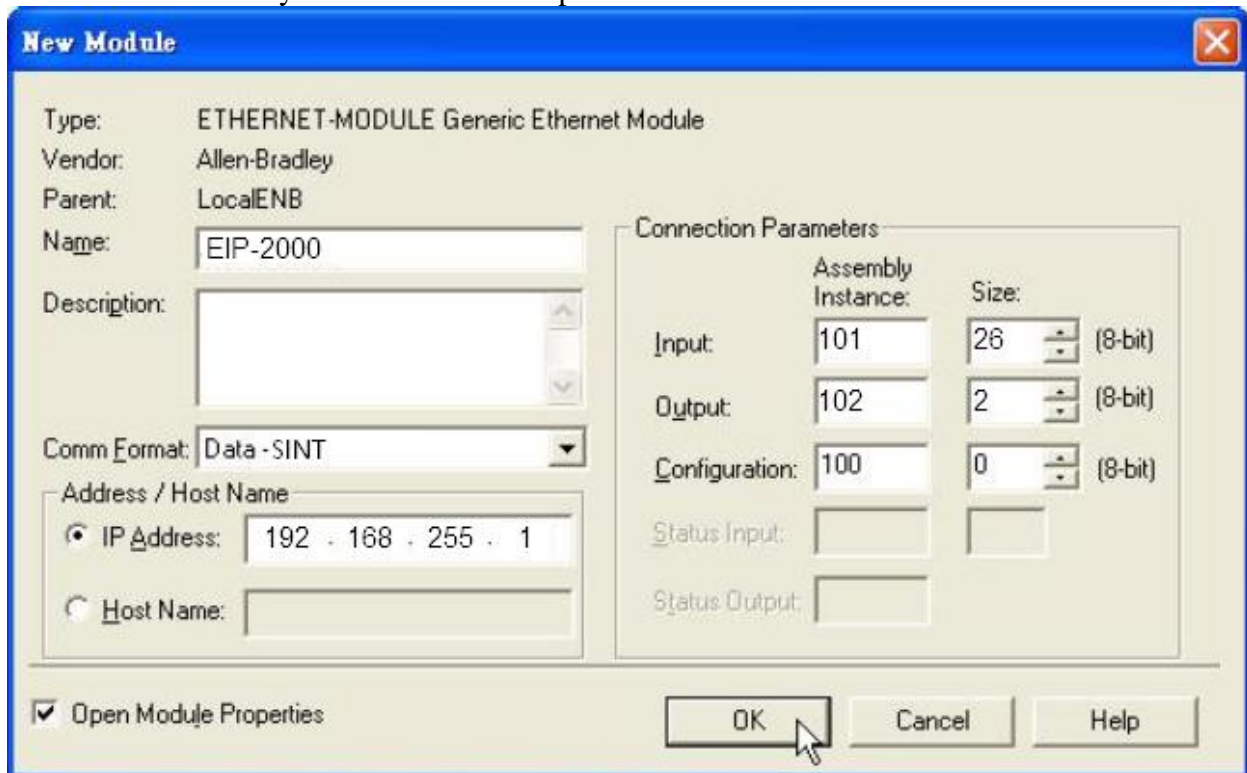 New Module
Type: ETHERNET-MODULE Generic Ethernet Module
Vendor: Allen-Bradley
Parent: LocalENB
Name: EIP-2000
Description:
Comm Format: Data - SINT
Address / Host Name
IP Address: 192 . 168 . 255 . 1
Host Name:
Connection Parameters
Assembly
Instance: Size:
Input: 101 26 (8-bit)
Output: 102 2 (8-bit)
Configuration: 100 0 (8-bit)
Status Input:
Status Output:
Open Module Properties
OK Cancel Help